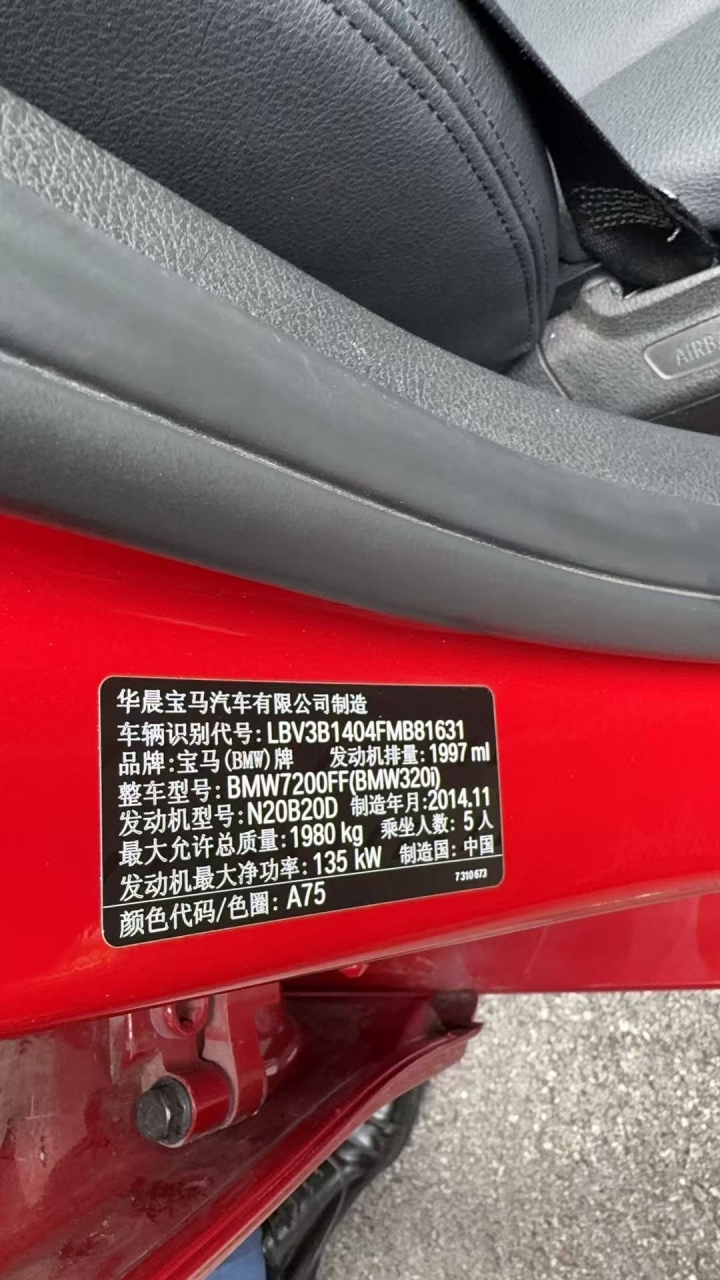 AIRB
华晨宝马汽车有限公司制造
车辆识别代号: LBV3B1404FMB81631
品牌: 宝马(BMW)牌 发动机排量: 1997 ml
整车型号: BMW7200FF(BMW320i)
发动机型号: N20B20D 制造年月: 2014.11
最大允许总质量: 1980 kg 乘坐人数: 5 人
发动机最大净功率: 135 kW 制造国: 中国
7310673
颜色代码/色圈: A75